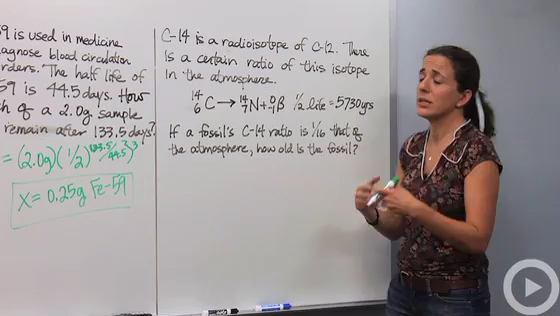 59 is used in medicine
agnose blood circulation
rders. The half life of
59 is 44.5 days. How
ch of a 2.0g sample
remain after 133.5 days?
= (2.0g)(1/2)^133.5/44.5 3
X = 0.25g Fe-59
C-14 is a radioisotope of C-12. There
is a certain ratio of this isotope
in the atmosphere.
14 6 C → 14 7 N + 0 -1 β 1/2 life = 5730 yrs
If a fossil's C-14 ratio is 1/16 that of
the atmosphere, how old is the fossil?